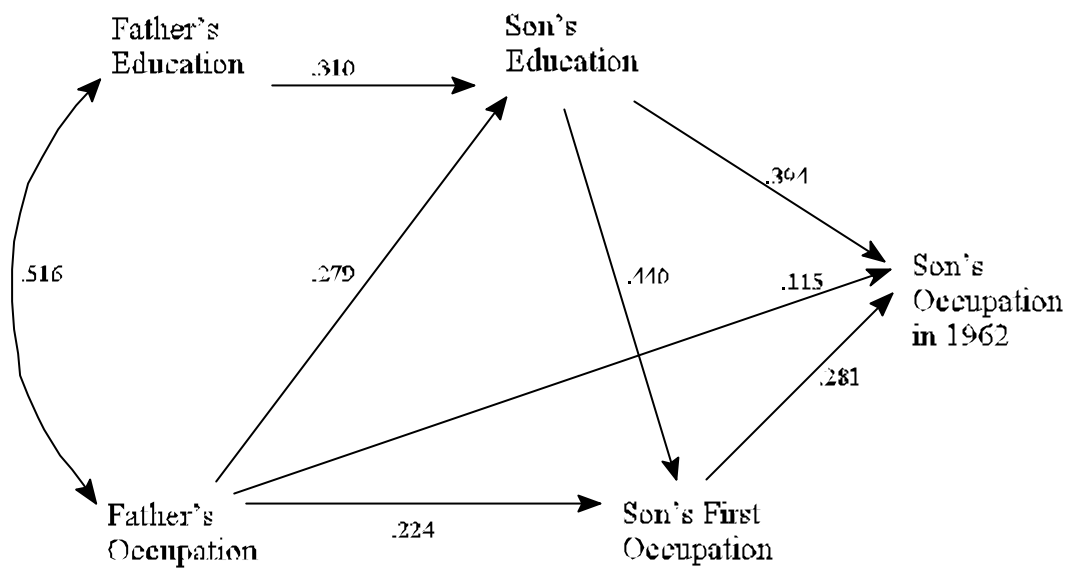 Father's
Education
Son's
Education
.310
.394
.516
.279
.440
.115
Son's
Occupation
in 1962
.281
Father's
Occupation
.224
Son's First
Occupation